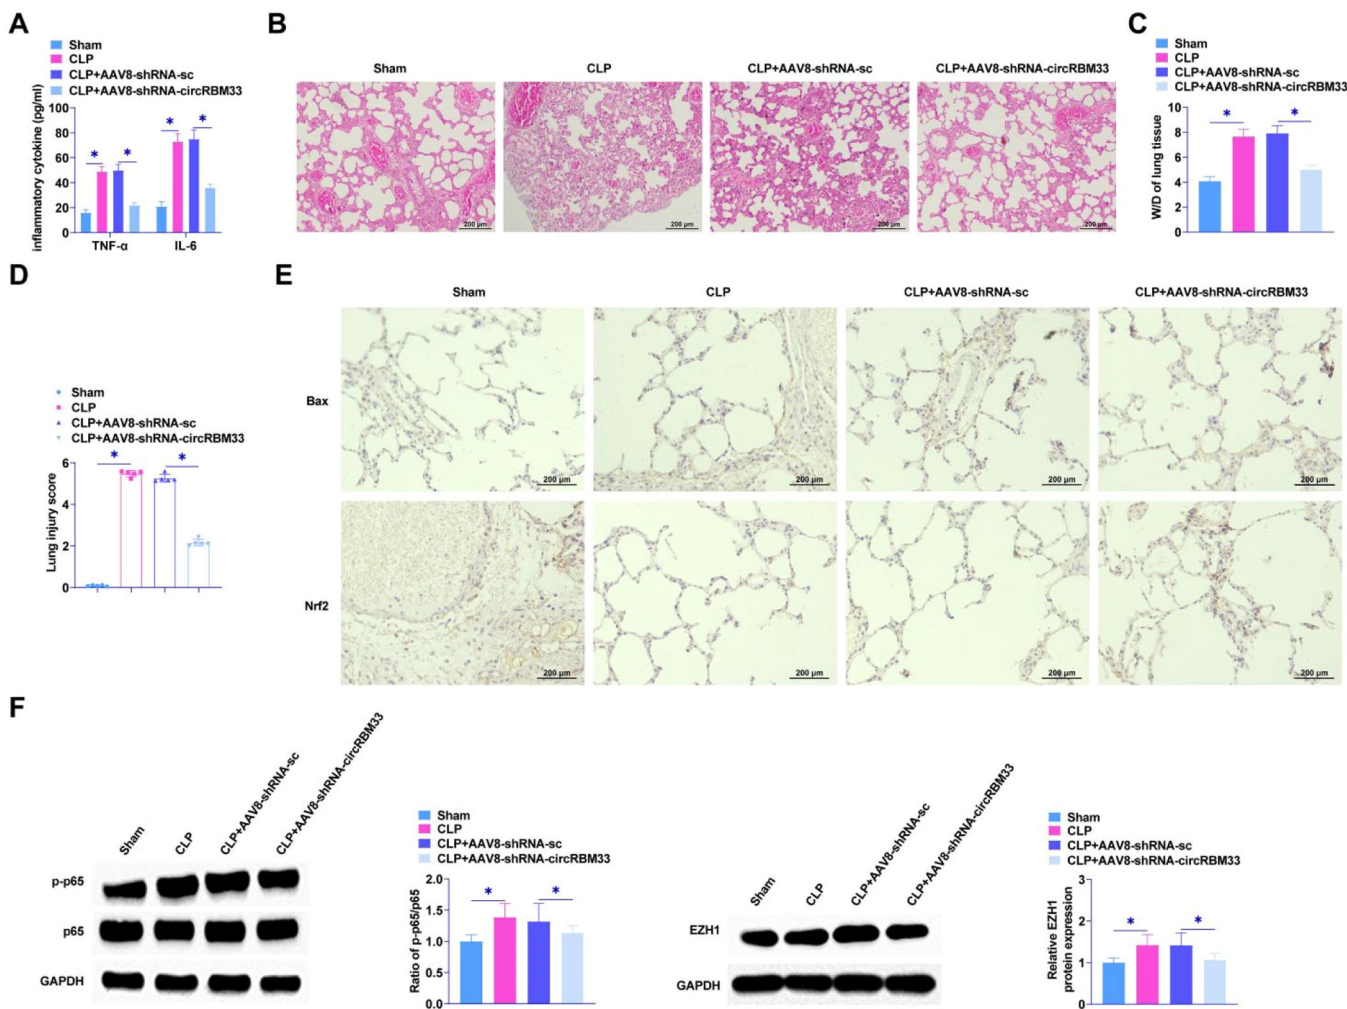 A
Sham
CLP
CLP+AAV8-shRNA-sc
CLP+AAV8-shRNA-circRBM33
inflammatory cytokine (pg/ml)
100
80
60
40
20
0
*
*
*
*
TNF-α
IL-6
B
Sham
CLP
CLP+AAV8-shRNA-sc
CLP+AAV8-shRNA-circRBM33
200 μm
200 μm
200 μm
200 μm
C
Sham
CLP
CLP+AAV8-shRNA-sc
CLP+AAV8-shRNA-circRBM33
W/D of lung tissue
10
8
6
4
2
0
*
*
D
Sham
CLP
CLP+AAV8-shRNA-sc
CLP+AAV8-shRNA-circRBM33
Lung injury score
6
4
2
0
*
*
E
Sham
CLP
CLP+AAV8-shRNA-sc
CLP+AAV8-shRNA-circRBM33
Bax
200 μm
200 μm
200 μm
200 μm
Nrf2
200 μm
200 μm
200 μm
200 μm
F
Sham
CLP
CLP+AAV8-shRNA-sc
CLP+AAV8-shRNA-circRBM33
p-p65
p65
GAPDH
Sham
CLP
CLP+AAV8-shRNA-sc
CLP+AAV8-shRNA-circRBM33
Ratio of p-p65/p65
2.0
1.5
1.0
0.5
0.0
*
*
Sham
CLP
CLP+AAV8-shRNA-sc
CLP+AAV8-shRNA-circRBM33
EZH1
GAPDH
Sham
CLP
CLP+AAV8-shRNA-sc
CLP+AAV8-shRNA-circRBM33
Relative EZH1
protein expression
3
2
1
0
*
*